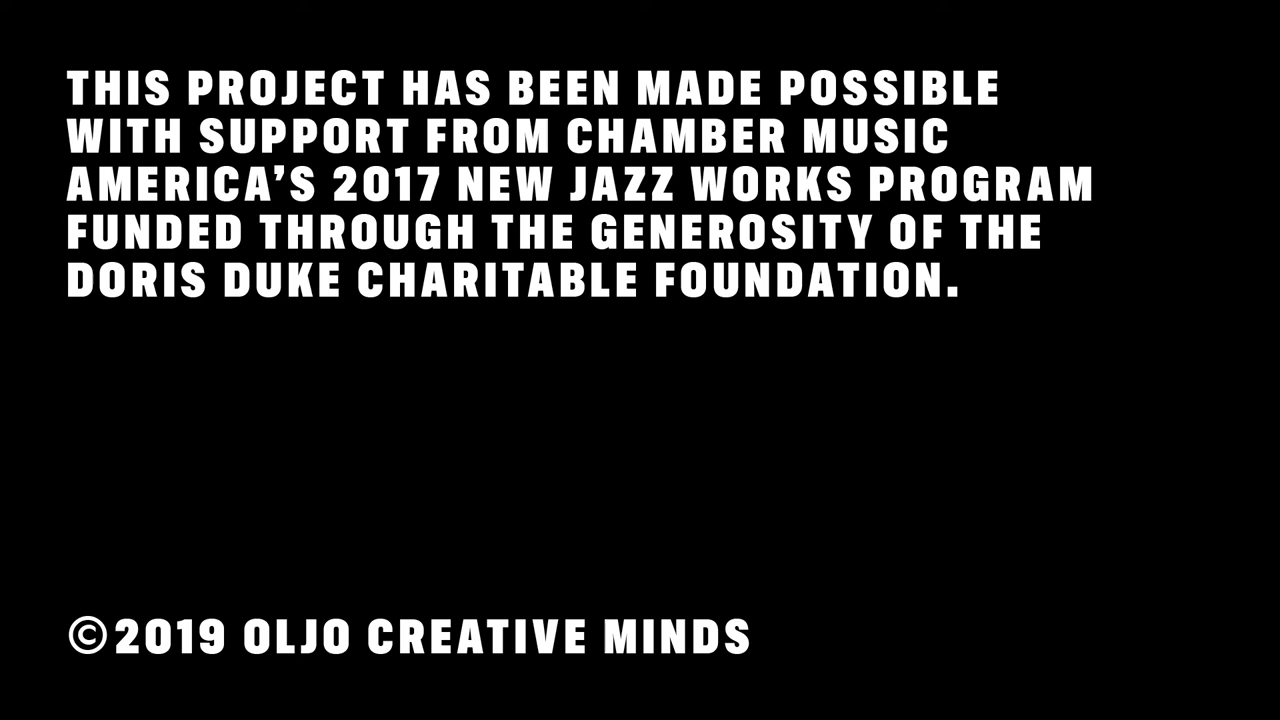 THIS PROJECT HAS BEEN MADE POSSIBLE
WITH SUPPORT FROM CHAMBER MUSIC
AMERICA’S 2017 NEW JAZZ WORKS PROGRAM
FUNDED THROUGH THE GENEROSITY OF THE
DORIS DUKE CHARITABLE FOUNDATION.
©2019 OLJO CREATIVE MINDS